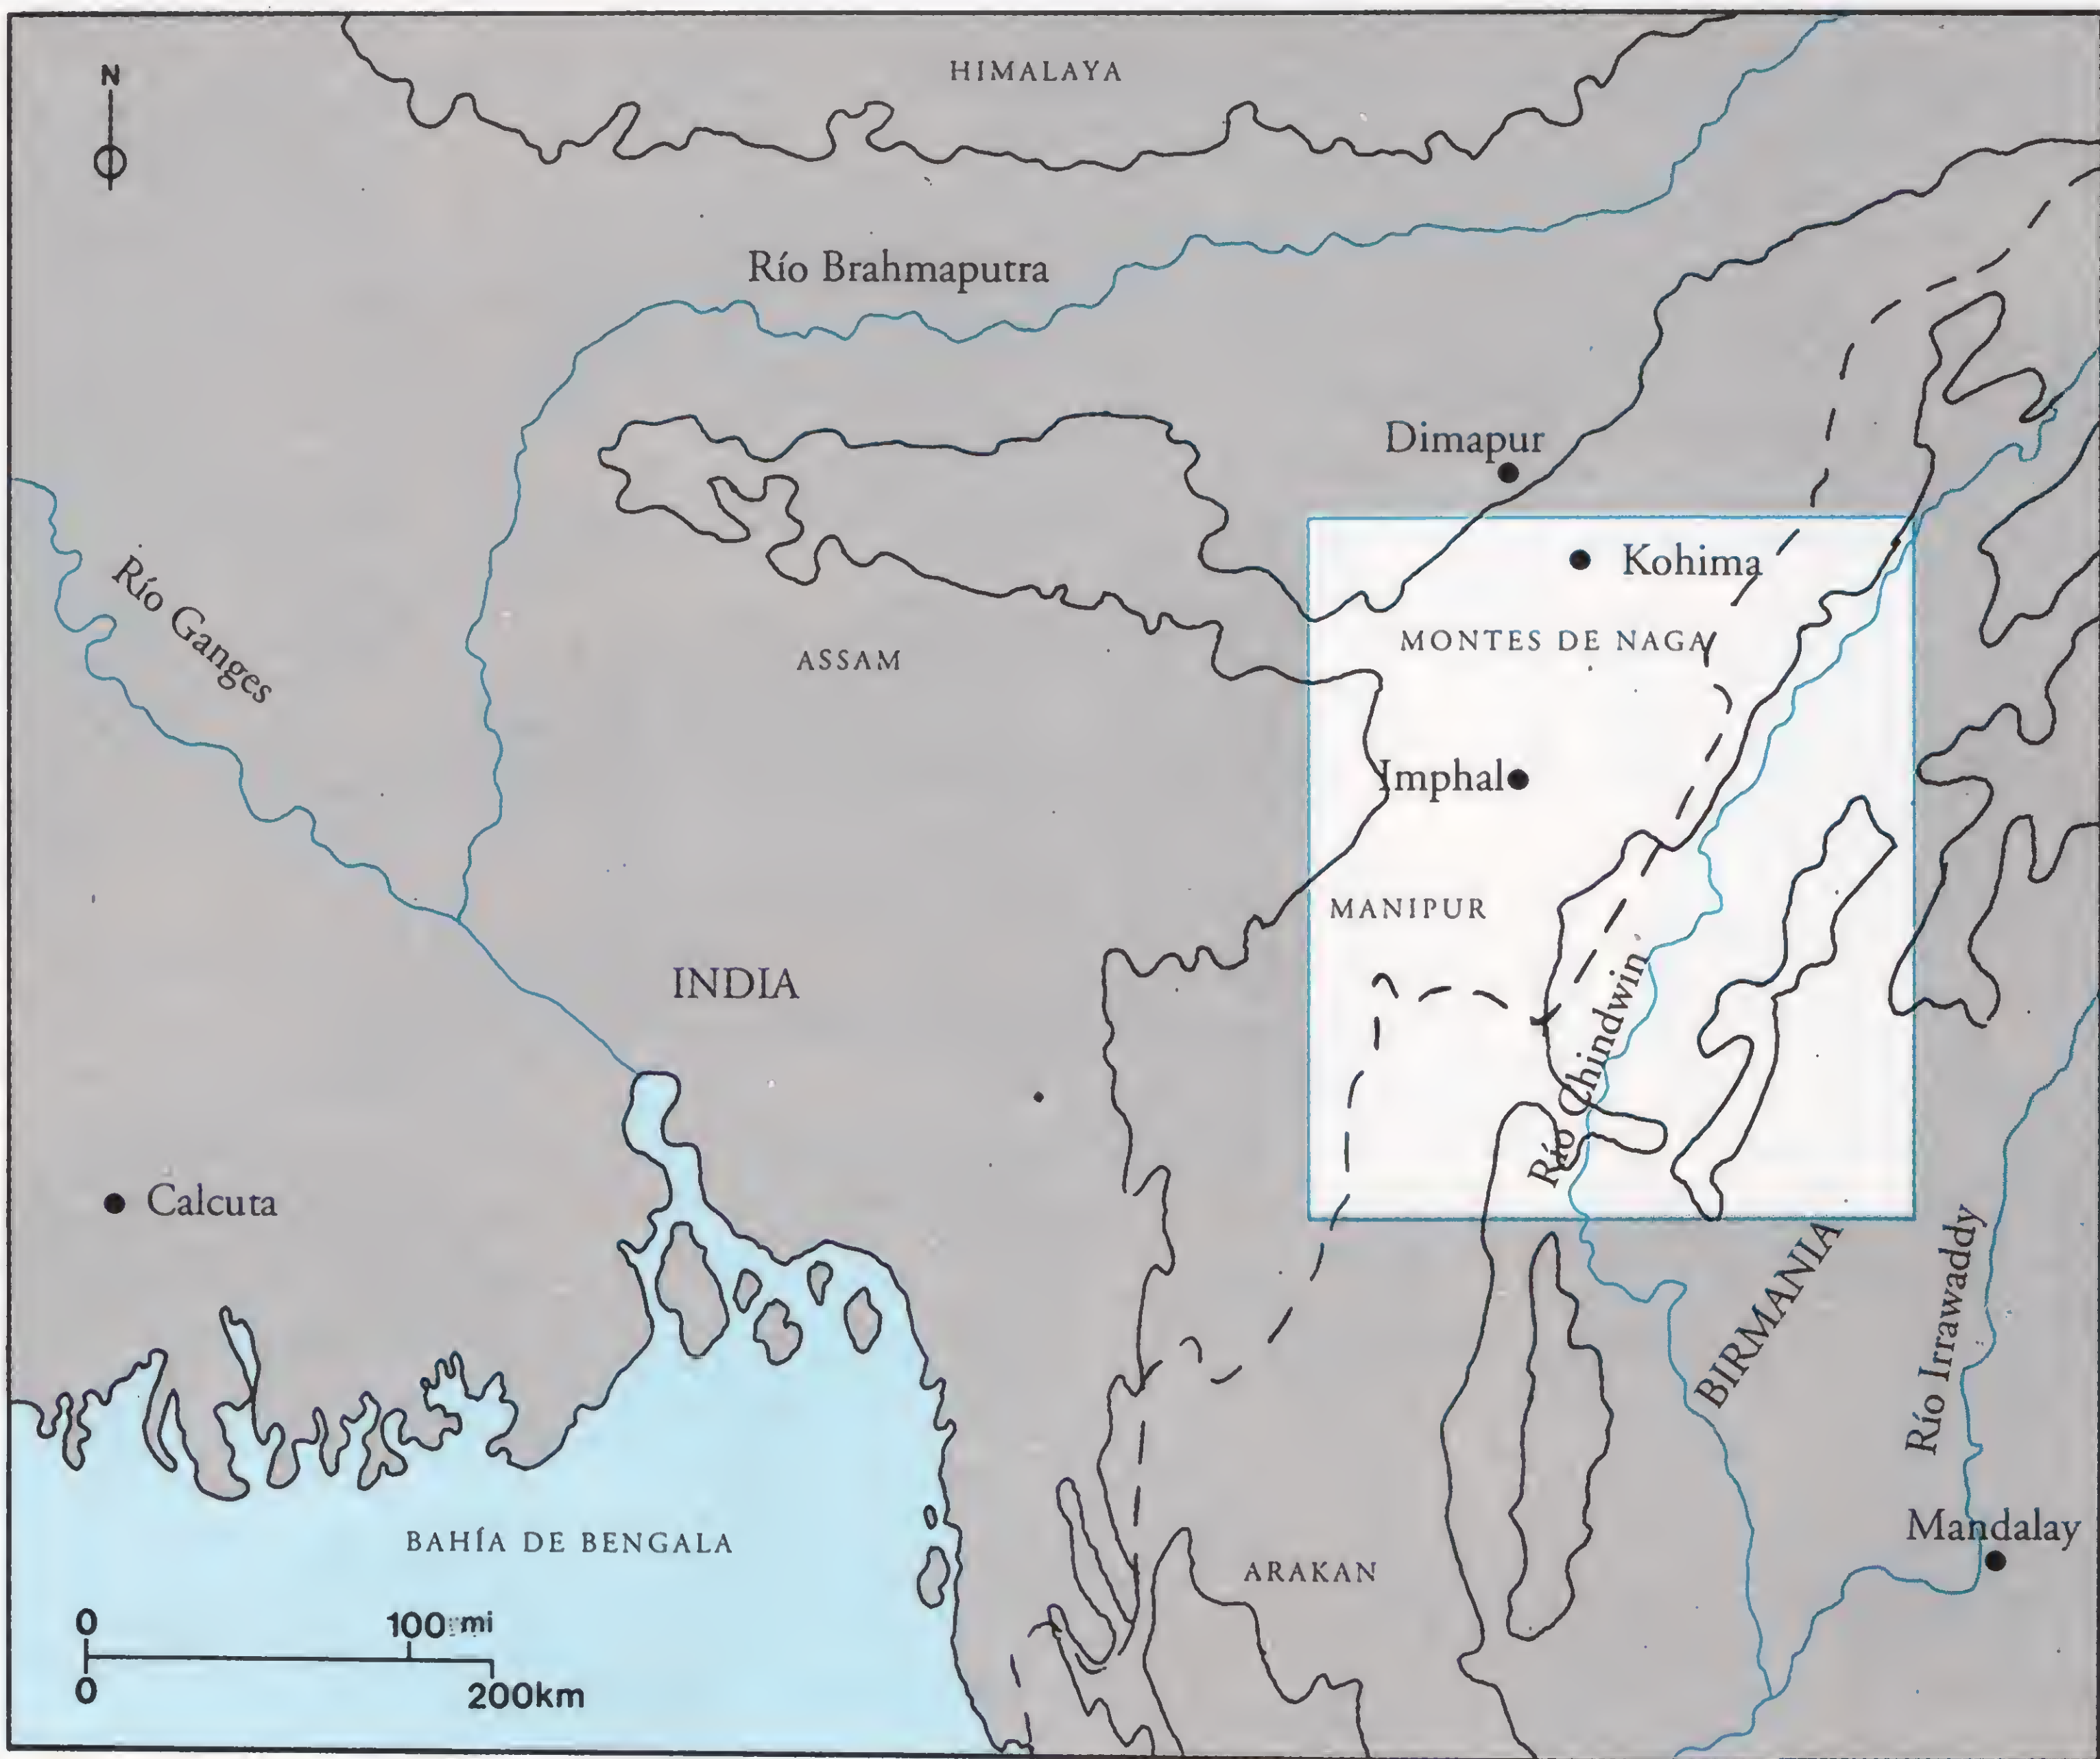 N
HIMALAYA
Río Brahmaputra
Dimapur
Río Ganges
Kohima
MONTES DE NAGA
ASSAM
Imphal
MANIPUR
INDIA
Río Chindwin
Calcuta
BIRMANIA
Río Irrawaddy
Mandalay
BAHÍA DE BENGALA
ARAKAN
0 100 mi
0 200km